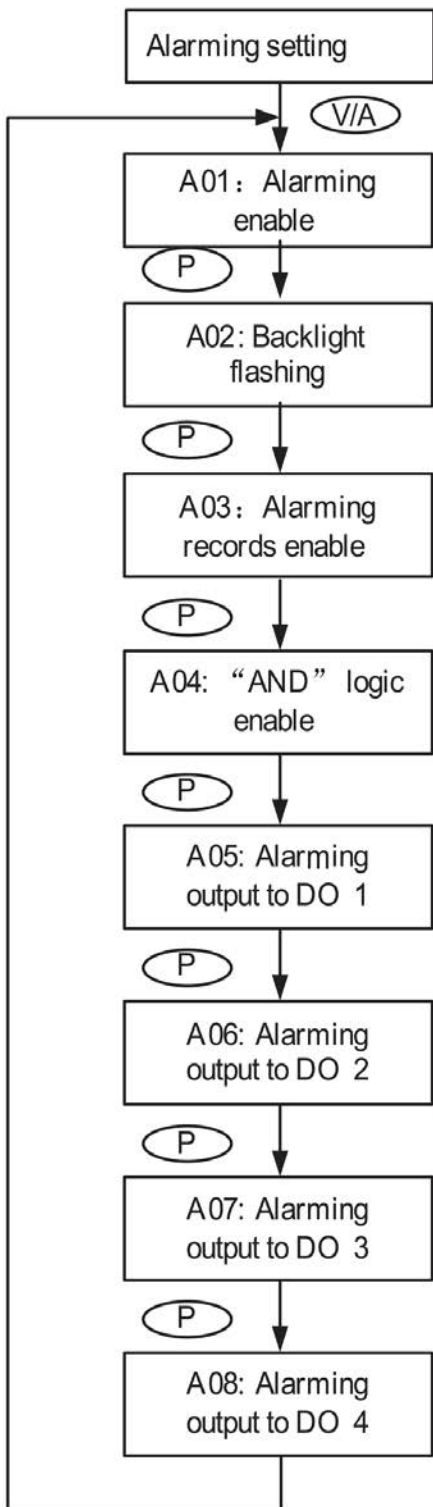 Alarming setting
V/A
A01：Alarming
enable
P
A02: Backlight
flashing
P
A03：Alarming
records enable
P
A04: “AND” logic
enable
P
A05: Alarming
output to DO 1
P
A06: Alarming
output to DO 2
P
A07: Alarming
output to DO 3
P
A08: Alarming
output to DO 4